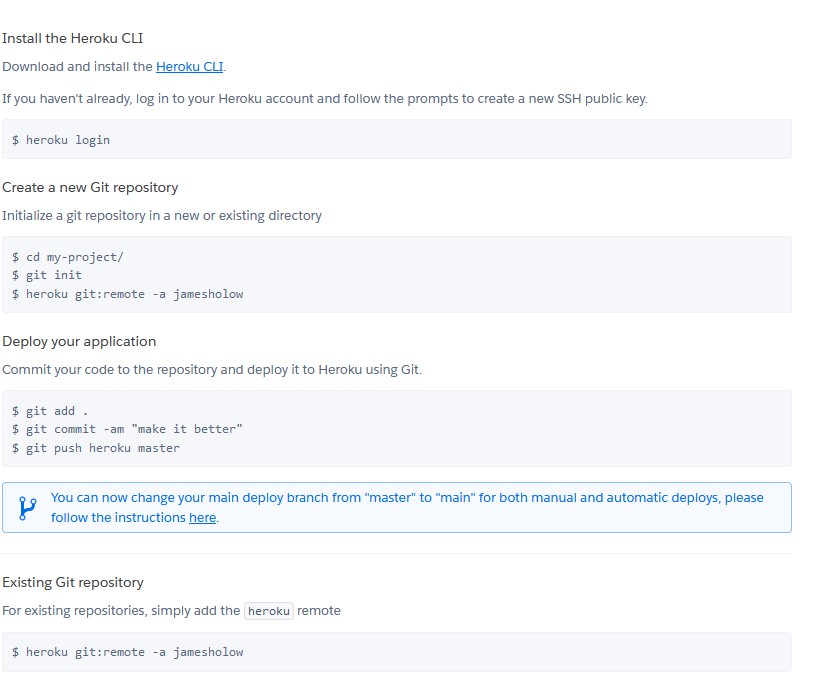 Install the Heroku CLI
Download and install the Heroku CLI.
If you haven't already, log in to your Heroku account and follow the prompts to create a new SSH public key.
$ heroku login
Create a new Git repository
Initialize a git repository in a new or existing directory
$ cd my-project/
$ git init
$ heroku git:remote -a jamesholow
Deploy your application
Commit your code to the repository and deploy it to Heroku using Git.
$ git add .
$ git commit -am "make it better"
$ git push heroku master
You can now change your main deploy branch from "master" to "main" for both manual and automatic deploys, please
follow the instructions here.
Existing Git repository
For existing repositories, simply add the heroku remote
$ heroku git:remote -a jamesholow